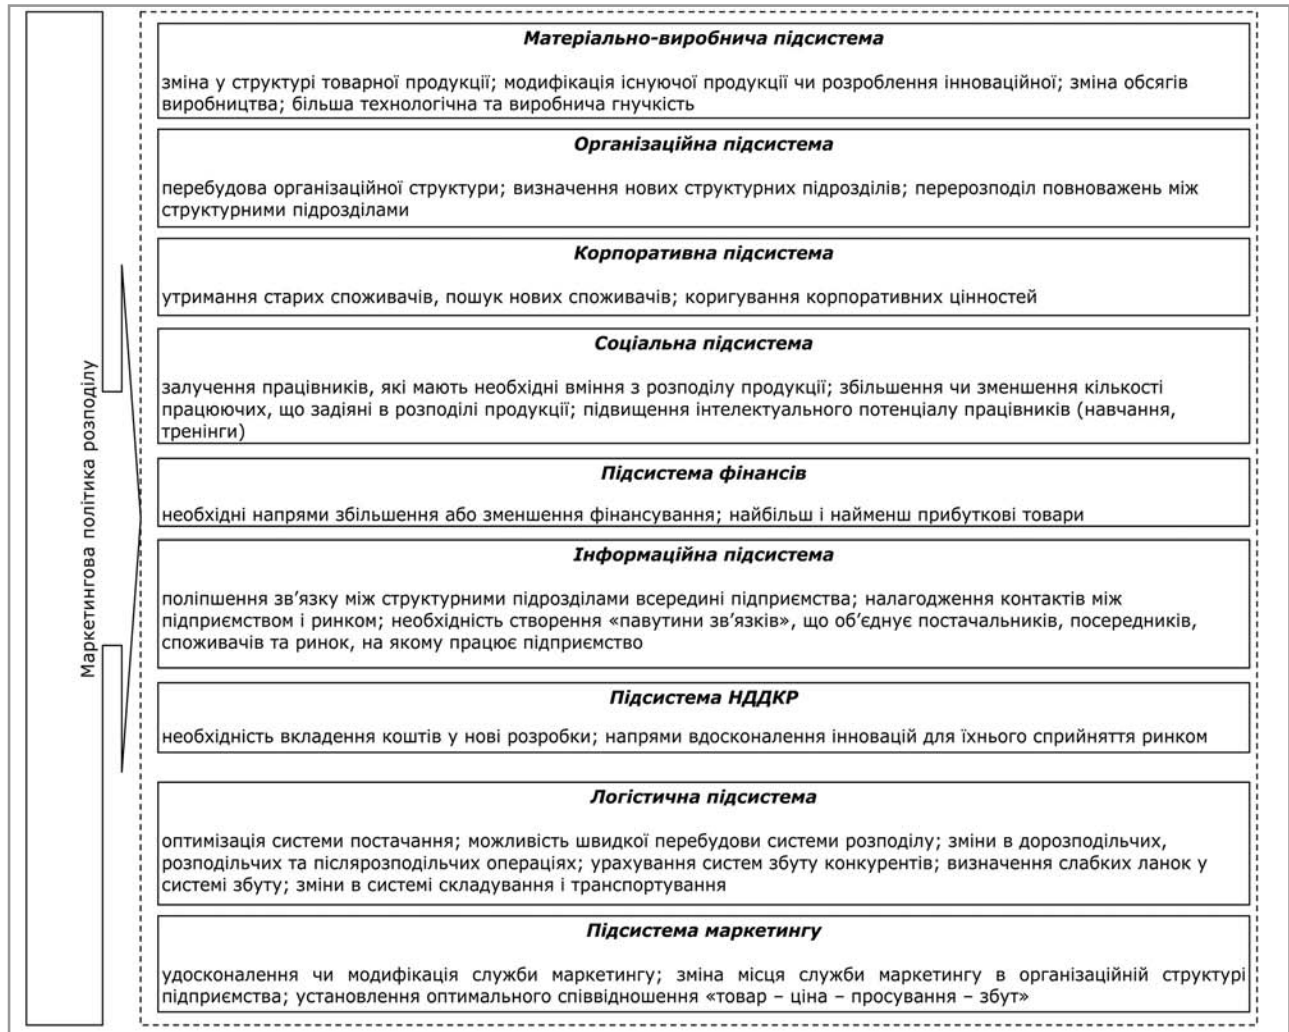 Маркетингова політика розподілу
Матеріально-виробнича підсистема
зміна у структурі товарної продукції; модифікація існуючої продукції чи розроблення інноваційної; зміна обсягів
виробництва; більша технологічна та виробнича гнучкість
Організаційна підсистема
перебудова організаційної структури; визначення нових структурних підрозділів; перерозподіл повноважень між
структурними підрозділами
Корпоративна підсистема
утримання старих споживачів, пошук нових споживачів; коригування корпоративних цінностей
Соціальна підсистема
залучення працівників, які мають необхідні вміння з розподілу продукції; збільшення чи зменшення кількості
працюючих, що задіяні в розподілі продукції; підвищення інтелектуального потенціалу працівників (навчання,
тренінги)
Підсистема фінансів
необхідні напрями збільшення або зменшення фінансування; найбільш і найменш прибуткові товари
Інформаційна підсистема
поліпшення зв’язку між структурними підрозділами всередині підприємства; налагодження контактів між
підприємством і ринком; необхідність створення «павутини зв’язків», що об’єднує постачальників, посередників,
споживачів та ринок, на якому працює підприємство
Підсистема НДДКР
необхідність вкладення коштів у нові розробки; напрями вдосконалення інновацій для їхнього сприйняття ринком
Логістична підсистема
оптимізація системи постачання; можливість швидкої перебудови системи розподілу; зміни в дорозподільчих,
розподільчих та післярозподільчих операціях; урахування систем збуту конкурентів; визначення слабких ланок у
системі збуту; зміни в системі складування і транспортування
Підсистема маркетингу
удосконалення чи модифікація служби маркетингу; зміна місця служби маркетингу в організаційній структурі
підприємства; установлення оптимального співвідношення «товар – ціна – просування – збут»